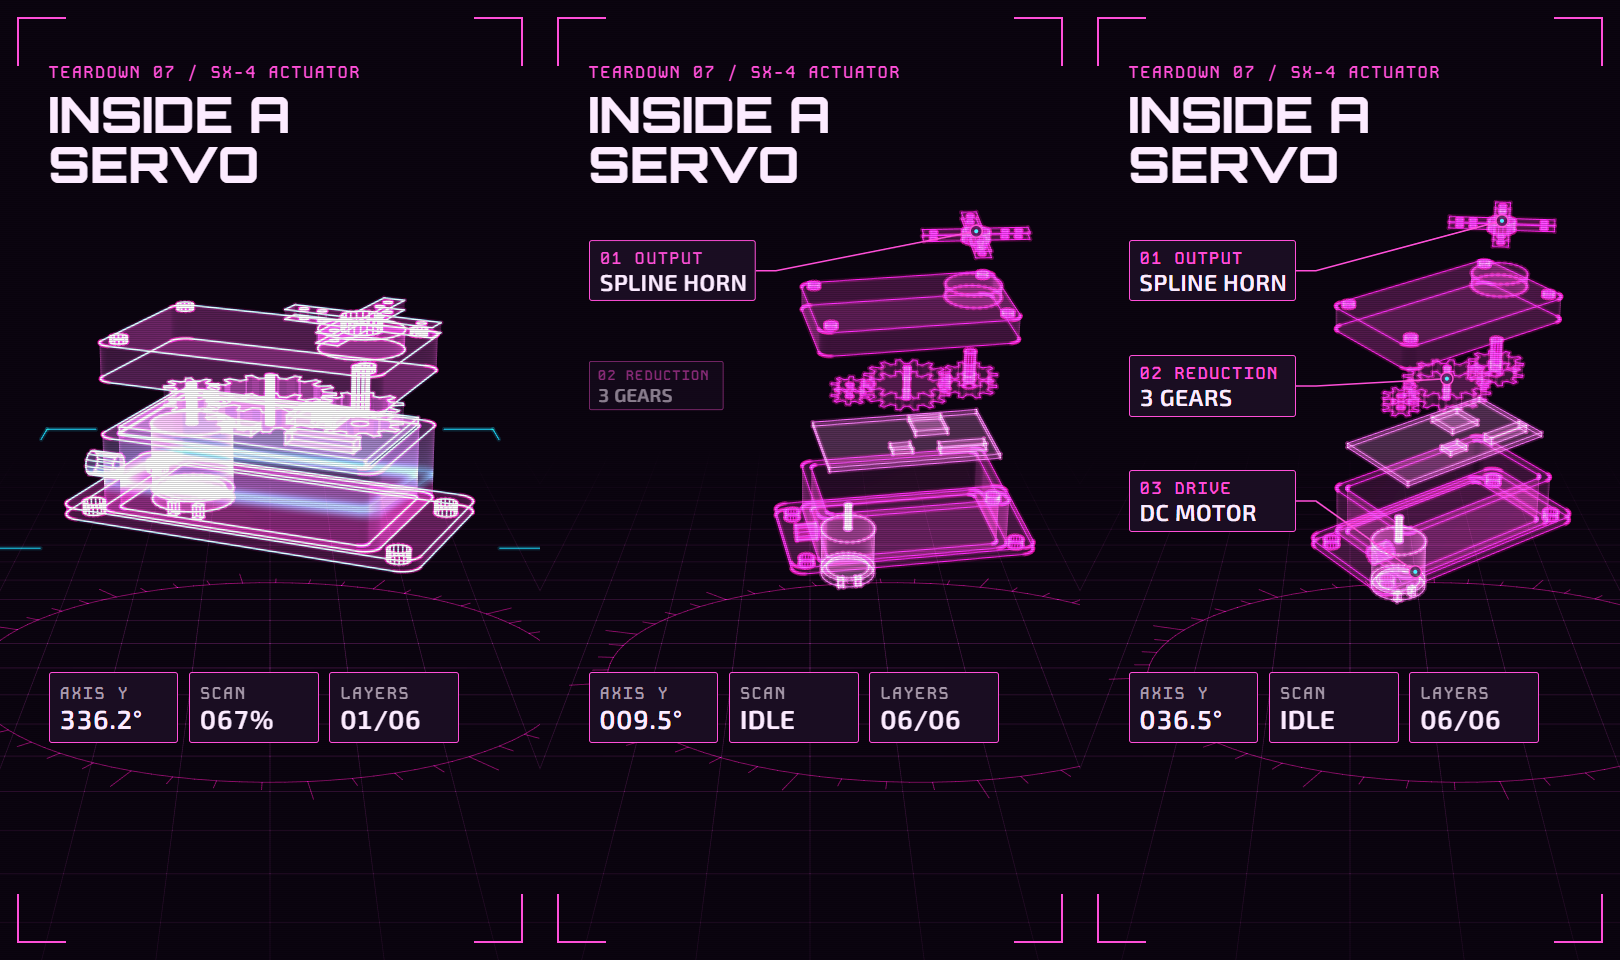 TEARDOWN 07 / SX-4 ACTUATOR
INSIDE A
SERVO
AXIS Y
336.2°
SCAN
067%
LAYERS
01/06
TEARDOWN 07 / SX-4 ACTUATOR
INSIDE A
SERVO
01 OUTPUT
SPLINE HORN
02 REDUCTION
3 GEARS
AXIS Y
009.5°
SCAN
IDLE
LAYERS
06/06
TEARDOWN 07 / SX-4 ACTUATOR
INSIDE A
SERVO
01 OUTPUT
SPLINE HORN
02 REDUCTION
3 GEARS
03 DRIVE
DC MOTOR
AXIS Y
036.5°
SCAN
IDLE
LAYERS
06/06